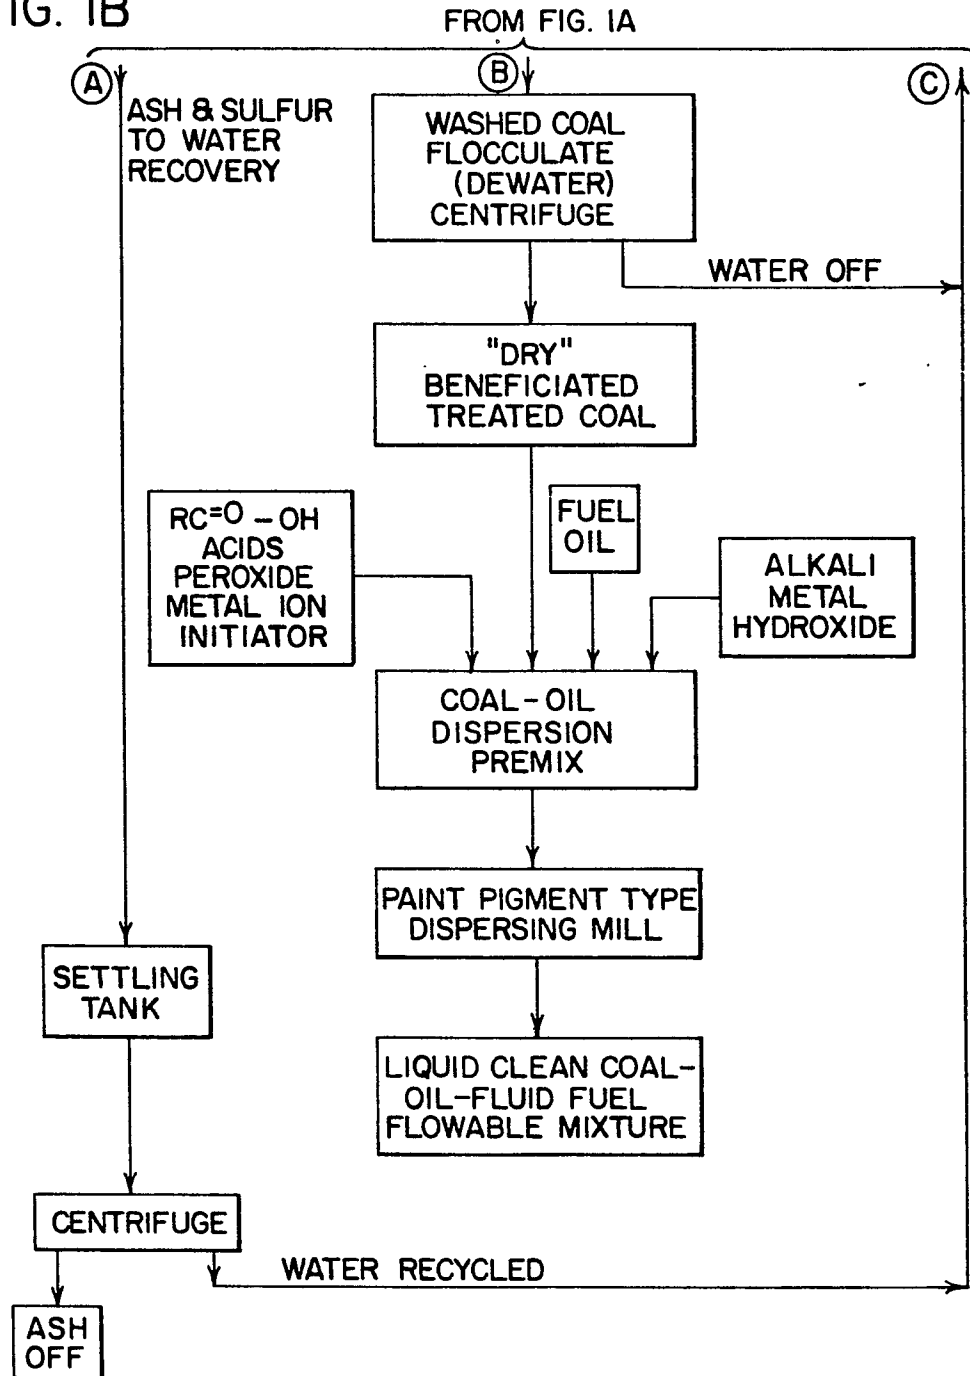 IG. 1B
FROM FIG. 1A
A
B
C
ASH & SULFUR
TO WATER
RECOVERY
WASHED COAL
FLOCCULATE
(DEWATER)
CENTRIFUGE
WATER OFF
"DRY"
BENEFICIATED
TREATED COAL
RC=O – OH
ACIDS
PEROXIDE
METAL ION
INITIATOR
FUEL
OIL
ALKALI
METAL
HYDROXIDE
COAL-OIL
DISPERSION
PREMIX
PAINT PIGMENT TYPE
DISPERSING MILL
SETTLING
TANK
LIQUID CLEAN COAL-
OIL-FLUID FUEL
FLOWABLE MIXTURE
CENTRIFUGE
WATER RECYCLED
ASH
OFF